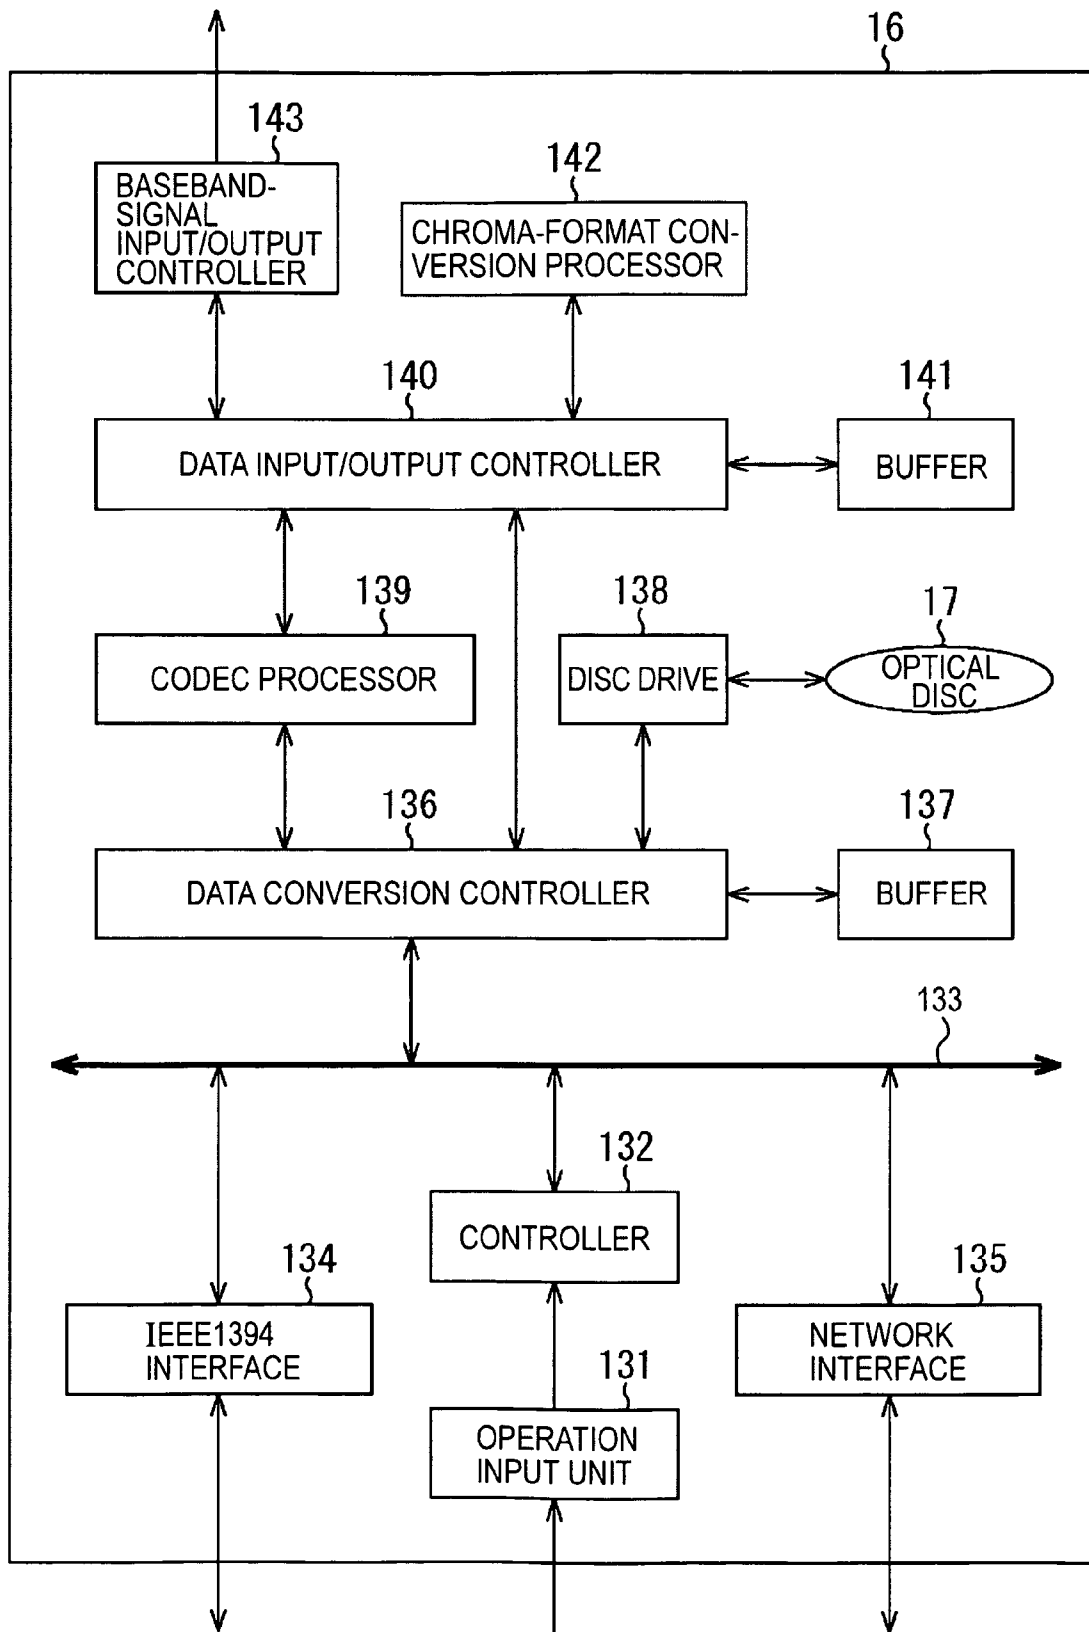 16
143
BASEBAND-
SIGNAL
INPUT/OUTPUT
CONTROLLER
142
CHROMA-FORMAT CON-
VERSION PROCESSOR
140
DATA INPUT/OUTPUT CONTROLLER
141
BUFFER
139
CODEC PROCESSOR
138
DISC DRIVE
17
OPTICAL
DISC
136
DATA CONVERSION CONTROLLER
137
BUFFER
133
132
CONTROLLER
134
IEEE1394
INTERFACE
135
NETWORK
INTERFACE
131
OPERATION
INPUT UNIT